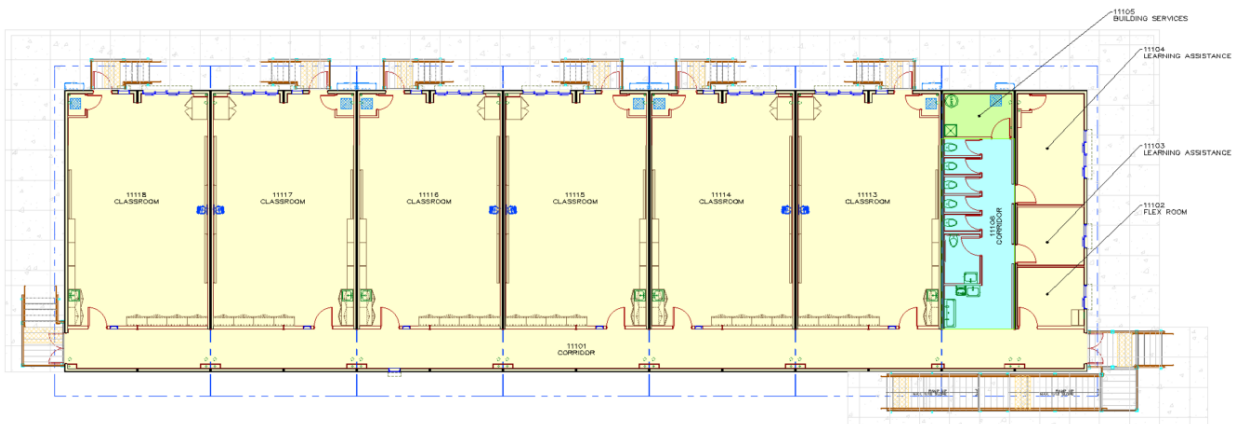 11105
BUILDING SERVICES
11104
LEARNING ASSISTANCE
11103
LEARNING ASSISTANCE
11102
FLEX ROOM
11118
CLASSROOM
11117
CLASSROOM
11116
CLASSROOM
11115
CLASSROOM
11114
CLASSROOM
11113
CLASSROOM
11106
CORRIDOR
11101
CORRIDOR